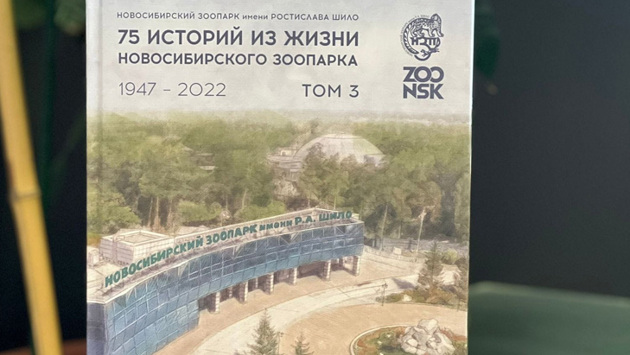 НОВОСИБИРСКИЙ ЗООПАРК ИМЕНИ РОСТИСЛАВА ШИЛО
75 ИСТОРИЙ ИЗ ЖИЗНИ
НОВОСИБИРСКОГО ЗООПАРКА
1947 – 2022 ТОМ 3
ZOO
NSK
НОВОСИБИРСКИЙ ЗООПАРК ИМЕНИ Р.А. ШИЛО